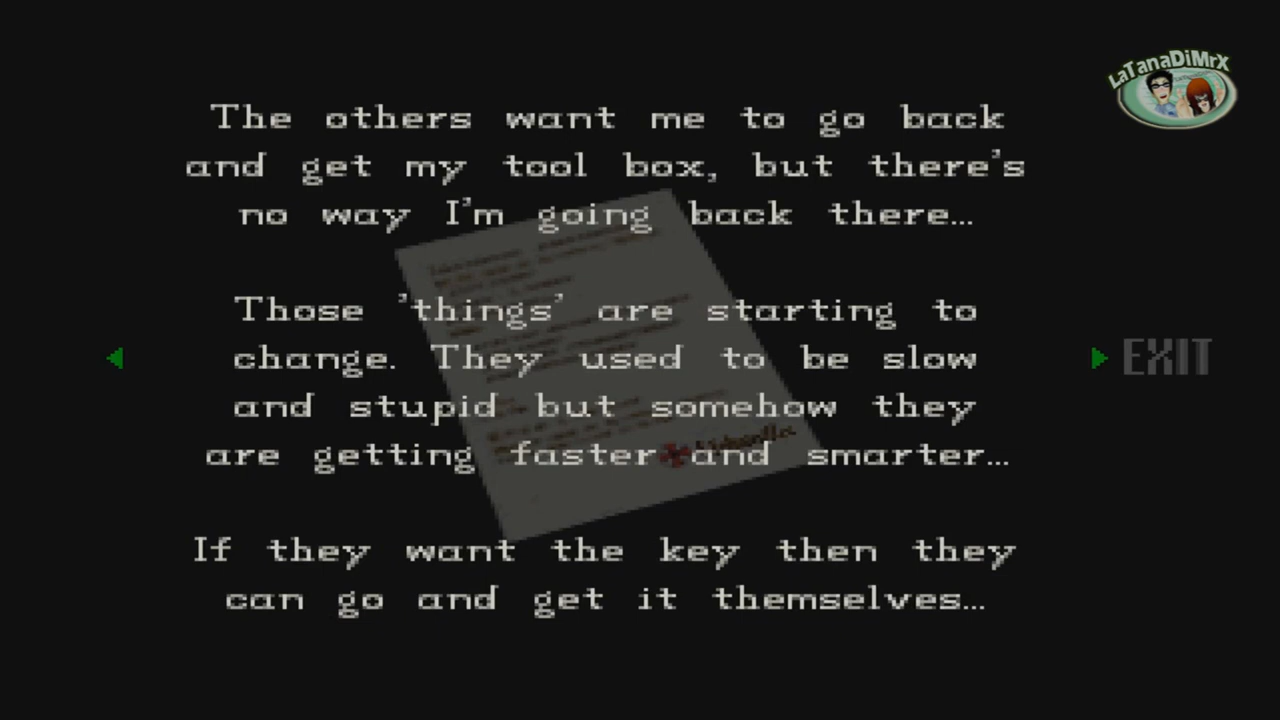 LaTanaDiMrX
The others want me to go back
and get my tool box, but there's
no way I'm going back there...
Those 'things' are starting to
change. They used to be slow
EXIT
and stupid but somehow they
are getting faster and smarter...
If they want the key then they
can go and get it themselves...